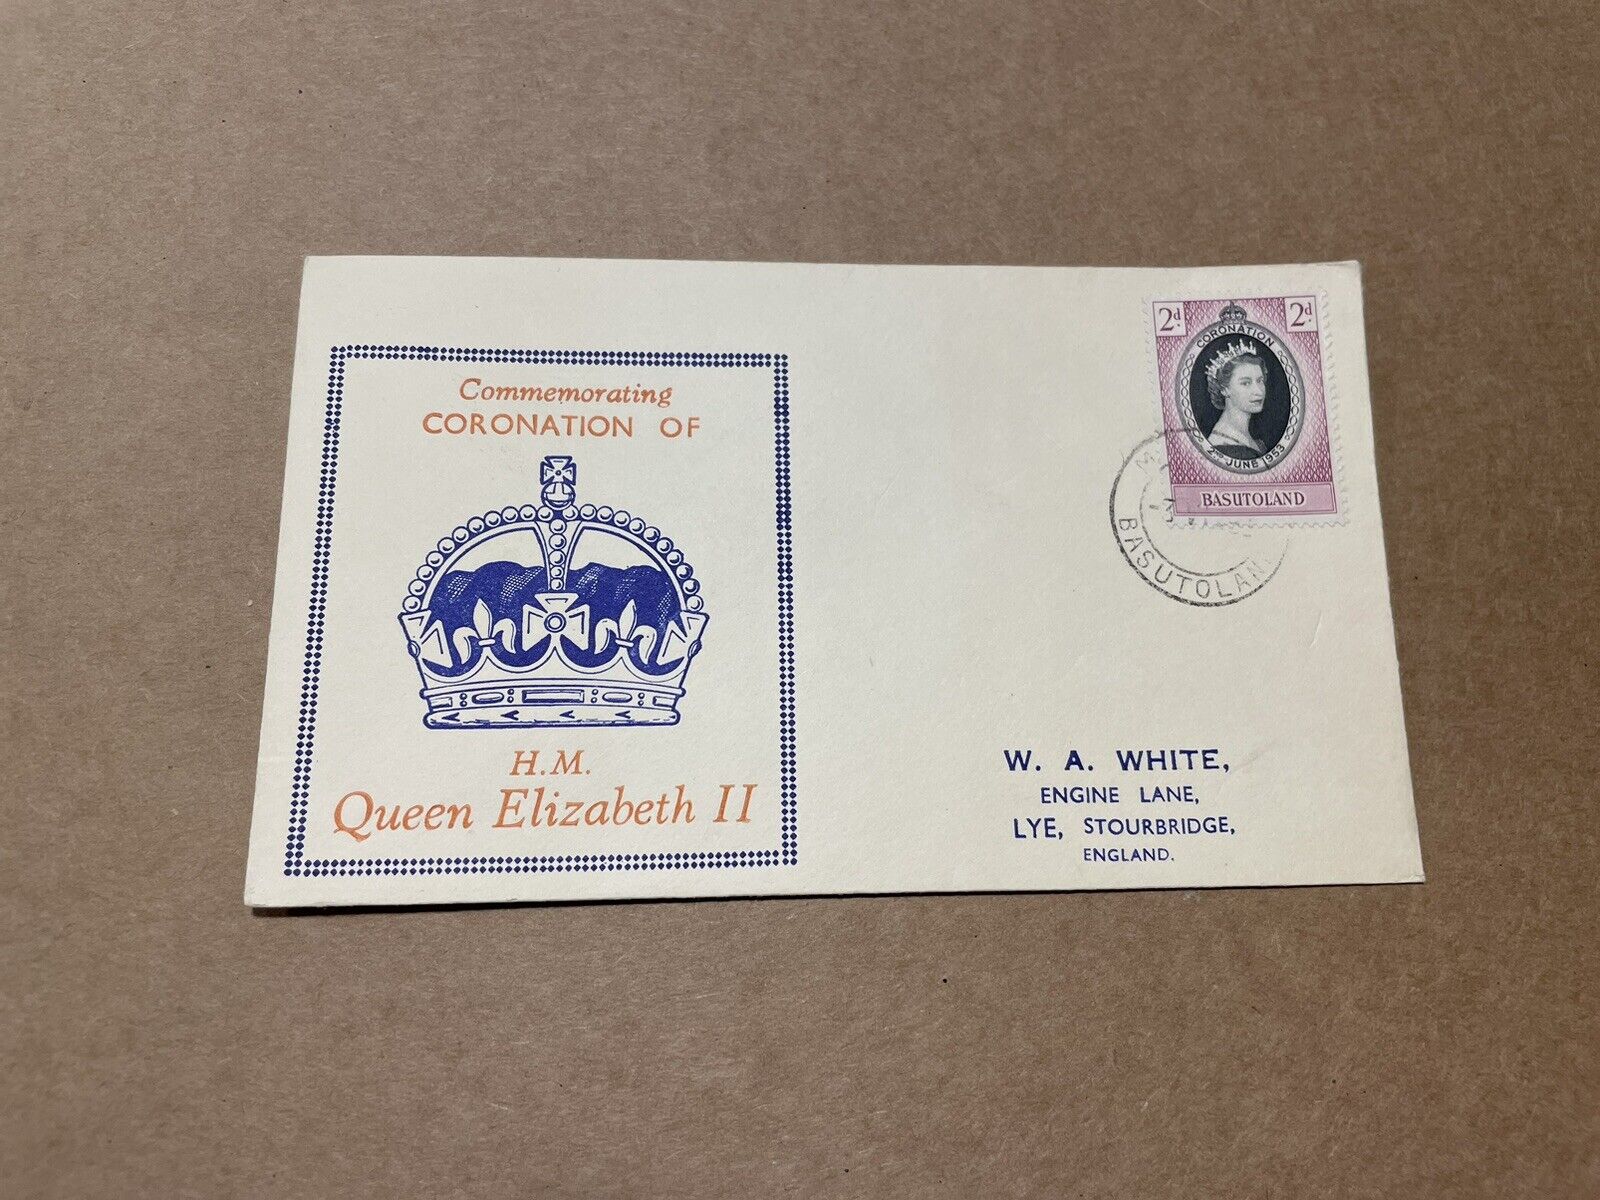 Commemorating
CORONATION OF
H.M.
Queen Elizabeth II
2d. 2d.
CORONATION
2ND JUNE 1953
BASUTOLAND
BASUTOLAN
W. A. WHITE,
ENGINE LANE,
LYE, STOURBRIDGE,
ENGLAND.